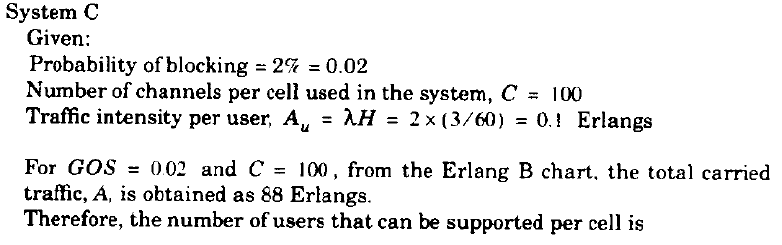 System C
Given:
Probability of blocking = 2% = 0.02
Number of channels per cell used in the system, C = 100
Traffic intensity per user, A_u = λH = 2 × (3/60) = 0.1 Erlangs
For GOS = 0.02 and C = 100, from the Erlang B chart, the total carried
traffic, A, is obtained as 88 Erlangs.
Therefore, the number of users that can be supported per cell is